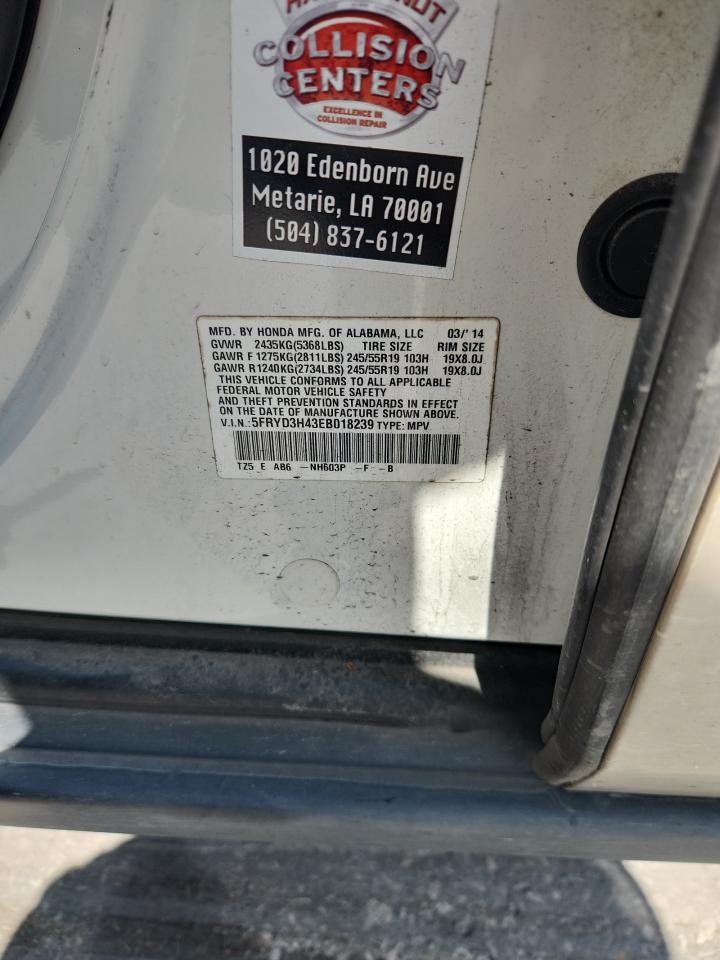 COLLISION
CENTERS
EXCELLENCE IN
COLLISION REPAIR
1020 Edenborn Ave
Metarie, LA 70001
(504) 837-6121
MFD. BY HONDA MFG. OF ALABAMA, LLC 03/'14
GVWR 2435KG(5368LBS) TIRE SIZE RIM SIZE
GAWR F 1275KG(2811LBS) 245/55R19 103H 19X8.0J
GAWR R 1240KG(2734LBS) 245/55R19 103H 19X8.0J
THIS VEHICLE CONFORMS TO ALL APPLICABLE
FEDERAL MOTOR VEHICLE SAFETY
AND THEFT PREVENTION STANDARDS IN EFFECT
ON THE DATE OF MANUFACTURE SHOWN ABOVE.
V.I.N.: 5FRYD3H43EB018239 TYPE: MPV
TZ5 E AB6 -NH603P -F -B